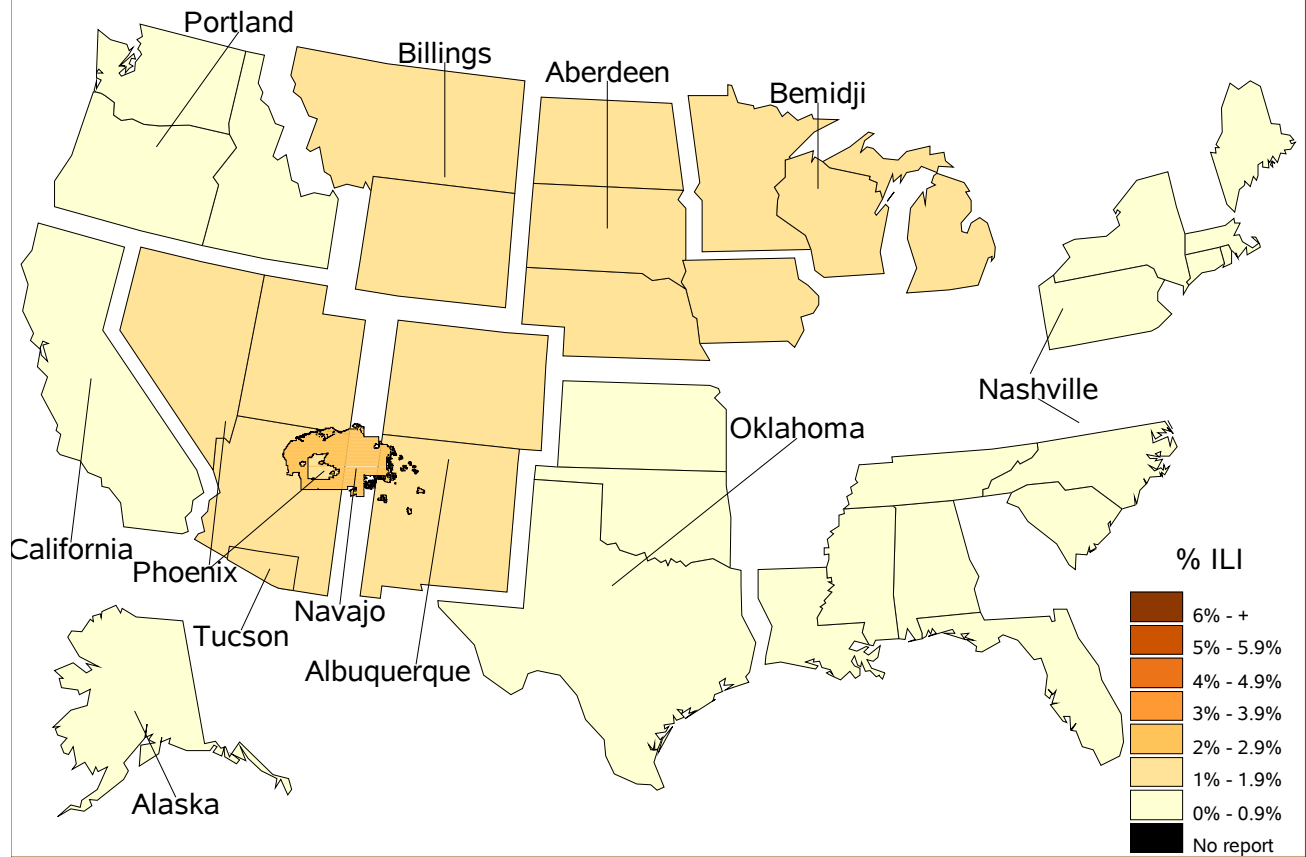 Portland
Billings
Aberdeen
Bemidji
Nashville
Oklahoma
California
Phoenix
Navajo
Tucson
Albuquerque
Alaska
% ILI
6% - +
5% - 5.9%
4% - 4.9%
3% - 3.9%
2% - 2.9%
1% - 1.9%
0% - 0.9%
No report